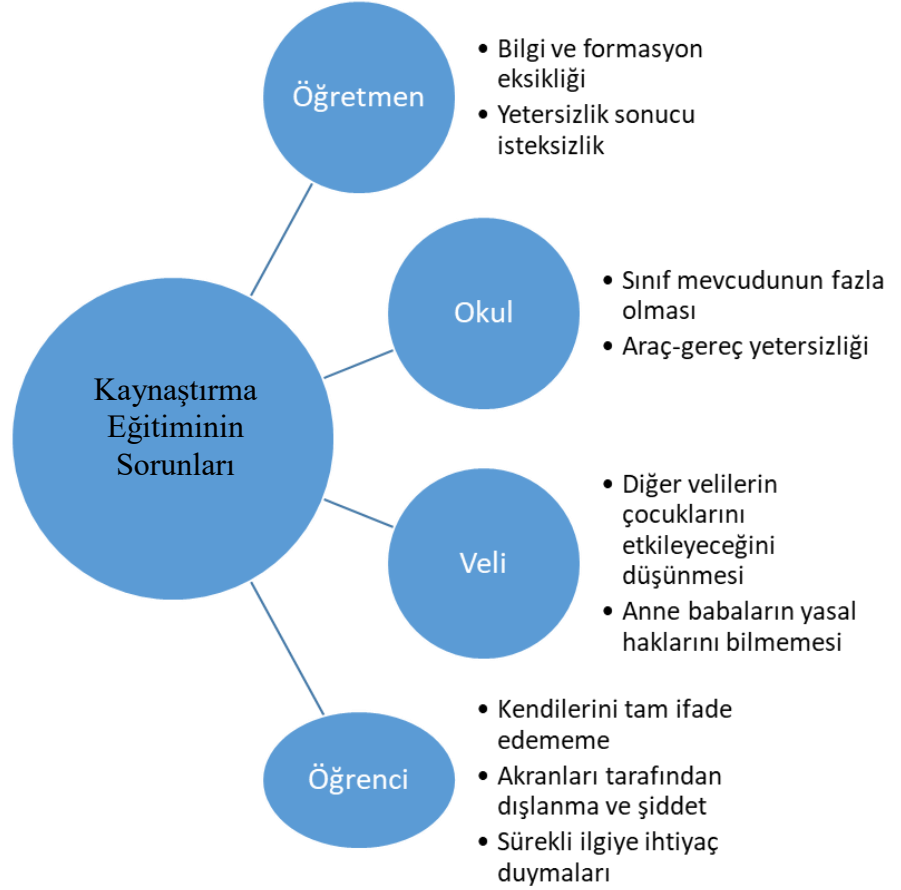 Öğretmen
• Bilgi ve formasyon
eksikliği
• Yetersizlik sonucu
isteksizlik
Okul
• Sınıf mevcudunun fazla
olması
• Araç-gereç yetersizliği
Kaynaştırma
Eğitiminin
Sorunları
Veli
• Diğer velilerin
çocuklarını
etkileyeceğini
düşünmesi
• Anne babaların yasal
haklarını bilmemesi
Öğrenci
• Kendilerini tam ifade
edememe
• Akranları tarafından
dışlanma ve şiddet
• Sürekli ilgiye ihtiyaç
duymaları